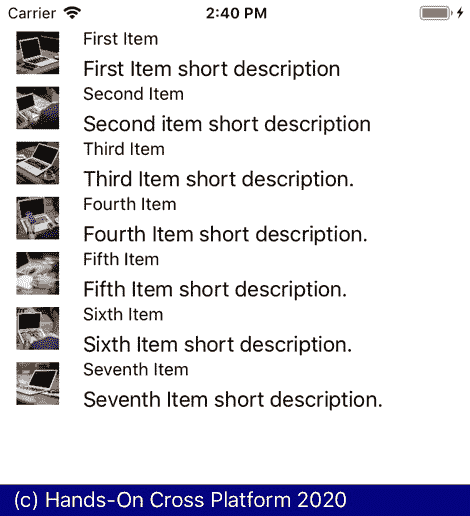 Carrier 2:40 PM
First Item
First Item short description
Second Item
Second item short description
Third Item
Third Item short description.
Fourth Item
Fourth Item short description.
Fifth Item
Fifth Item short description.
Sixth Item
Sixth Item short description.
Seventh Item
Seventh Item short description.
(c) Hands-On Cross Platform 2020